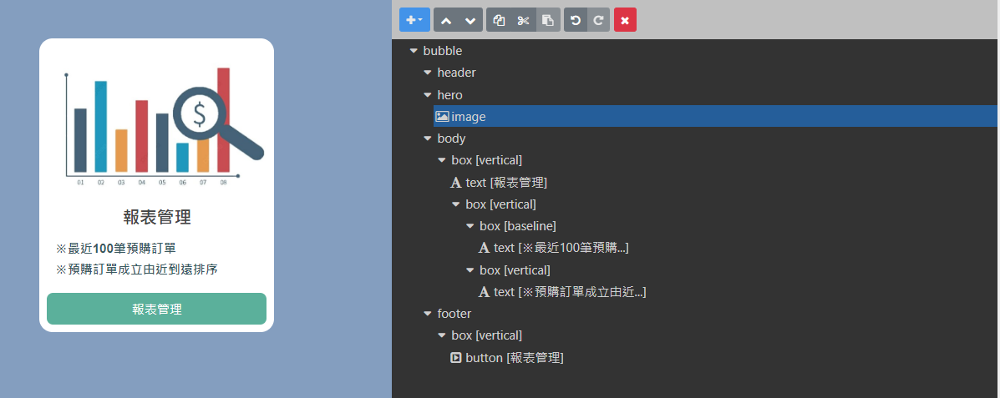 $
01 02 03 04 05 06 07 08
報表管理
※最近100筆預購訂單
※預購訂單成立由近到遠排序
報表管理
bubble
header
hero
image
body
box [vertical]
A text [報表管理]
box [vertical]
box [baseline]
A text [※最近100筆預購...]
box [vertical]
A text [※預購訂單成立由近...]
footer
box [vertical]
button [報表管理]